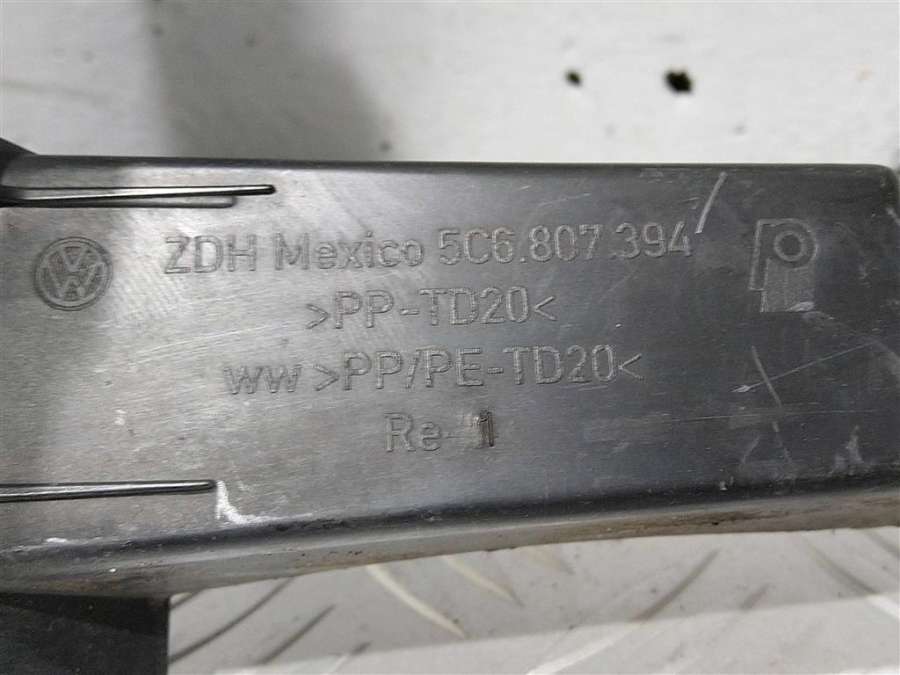 ZDH Mexico 5C6.807.394
>PP-TD20<
WW >PP/PE-TD20<
Re-1